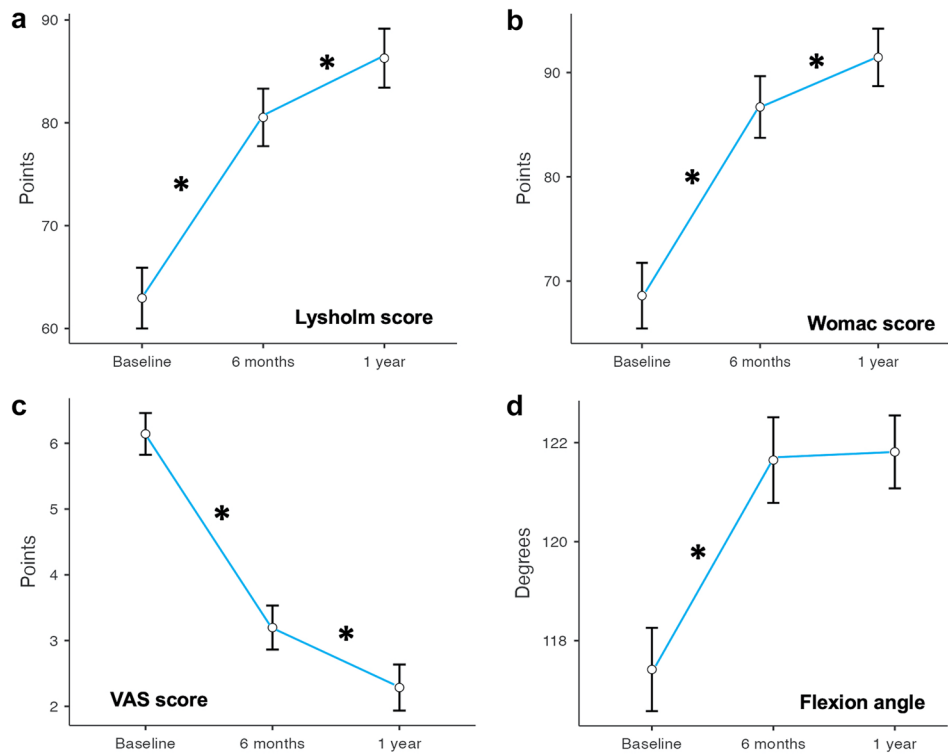 a
90
80
70
60
Points
*
*
Lysholm score
Baseline 6 months 1 year
b
90
80
70
Points
*
*
Womac score
Baseline 6 months 1 year
c
6
5
4
3
2
Points
*
*
VAS score
Baseline 6 months 1 year
d
122
120
118
Degrees
*
Flexion angle
Baseline 6 months 1 year